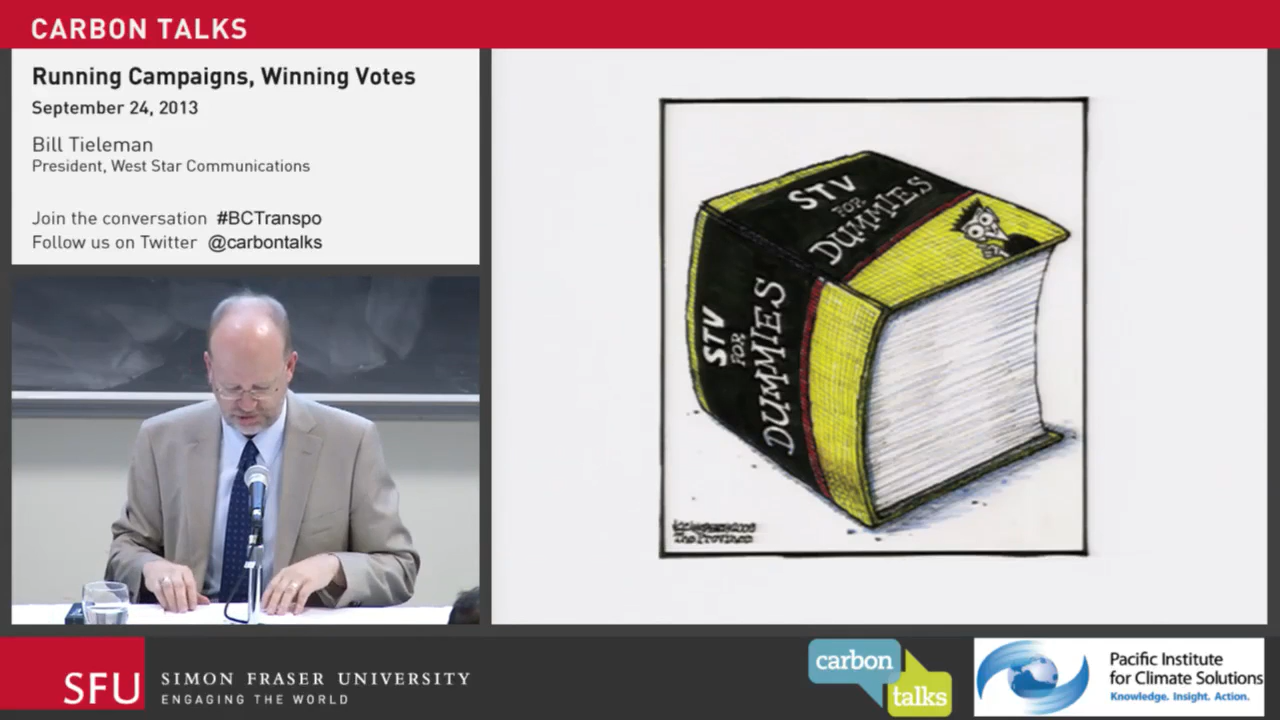 CARBON TALKS
Running Campaigns, Winning Votes
September 24, 2013
Bill Tieleman
President, West Star Communications
Join the conversation #BCTranspo
Follow us on Twitter @carbontalks
STV
FOR
DUMMIES
STV
FOR
DUMMIES
The Province
SFU
SIMON FRASER UNIVERSITY
ENGAGING THE WORLD
carbon
talks
Pacific Institute
for Climate Solutions
Knowledge. Insight. Action.